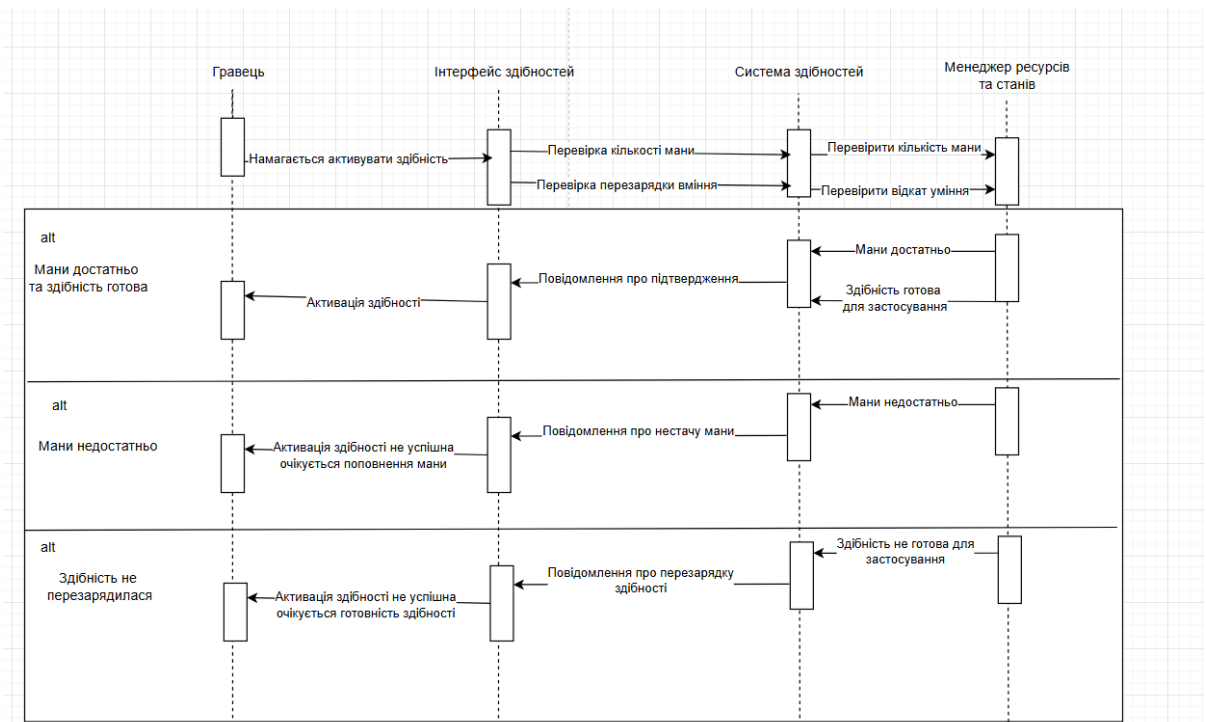 Гравець
Інтерфейс здібностей
Система здібностей
Менеджер ресурсів
та станів
Намагається активувати здібність
Перевірка кількості мани
Перевірити кількість мани
Перевірка перезарядки вміння
Перевірити відкат уміння
alt
Мани достатньо
та здібність готова
Мани достатньо
Повідомлення про підтвердження
Здібність готова
для застосування
Активація здібності
alt
Мани недостатньо
Мани недостатньо
Повідомлення про нестачу мани
Активація здібності не успішна
очікується поповнення мани
alt
Здібність не
перезарядилася
Здібність не готова для
застосування
Повідомлення про перезарядку
здібності
Активація здібності не успішна
очікується готовність здібності